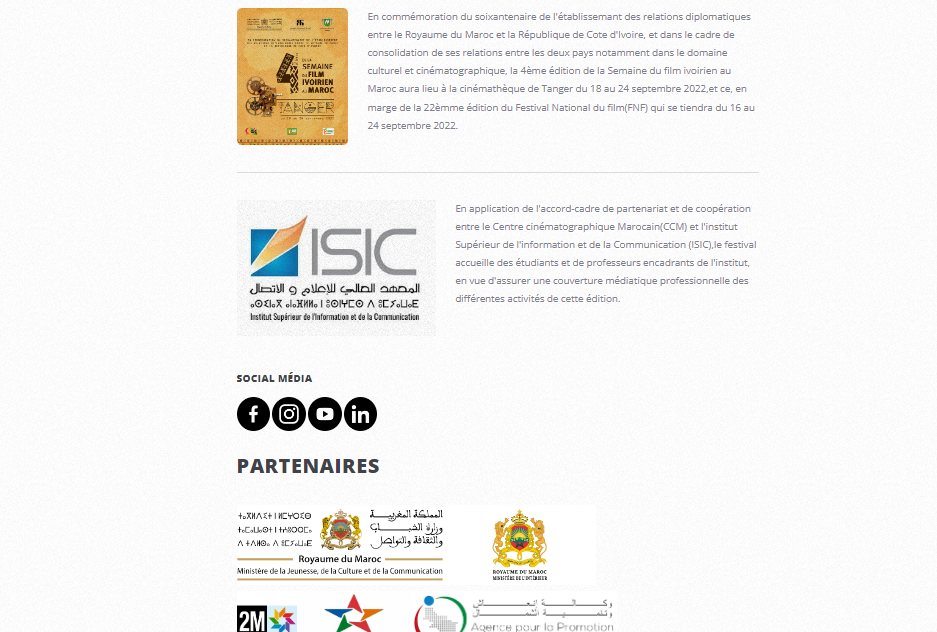 En commémoration du soixantenaire de l'établissement des relations diplomatiques
entre le Royaume du Maroc et la République de Cote d'Ivoire, et dans le cadre de
consolidation de ses relations entre les deux pays notamment dans le domaine
culturel et cinématographique, la 4ème édition de la Semaine du film ivoirien au
Maroc aura lieu à la cinémathèque de Tanger du 18 au 24 septembre 2022,et ce, en
marge de la 22èmme édition du Festival National du film(FNF) qui se tiendra du 16 au
24 septembre 2022.
4
SEMAINE
DU FILM
IVOIRIEN
AU MAROC
TANGER
En application de l'accord-cadre de partenariat et de coopération
entre le Centre cinématographique Marocain(CCM) et l'institut
Supérieur de l'information et de la Communication (ISIC),le festival
accueille des étudiants et de professeurs encadrants de l'institut,
en vue d'assurer une couverture médiatique professionnelle des
différentes activités de cette édition.
ISIC
المعهد العالي للإعلام و الاتصال
Institut Supérieur de l'Information et de la Communication
SOCIAL MÉDIA
PARTENAIRES
المملكة المغربية
وزارة الشباب
والثقافة والتواصل
Royaume du Maroc
Ministère de la Jeunesse, de la Culture et de la Communication
ROYAUME DU MAROC
MINISTÈRE DE L'INTÉRIEUR
2M
وكالة إنعاش
وتنمية الشمال
Agence pour la Promotion